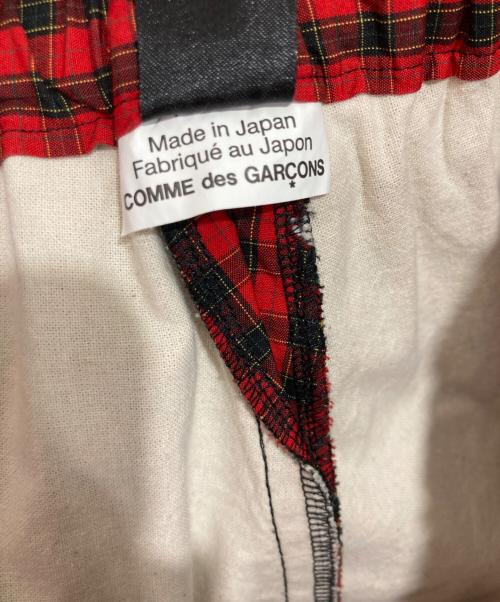 Made in Japan
Fabriqué au Japon
COMME des GARÇONS
*